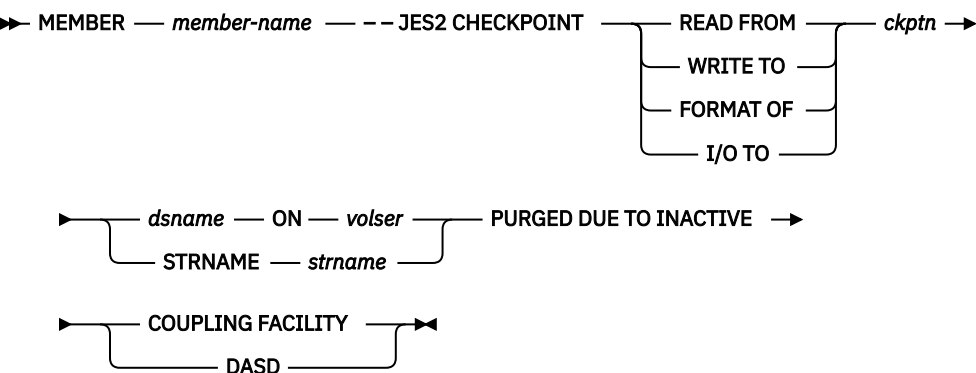 MEMBER member-name -- JES2 CHECKPOINT READ FROM ckptn
WRITE TO
FORMAT OF
I/O TO
dsname ON volser PURGED DUE TO INACTIVE
STRNAME strname
COUPLING FACILITY
DASD